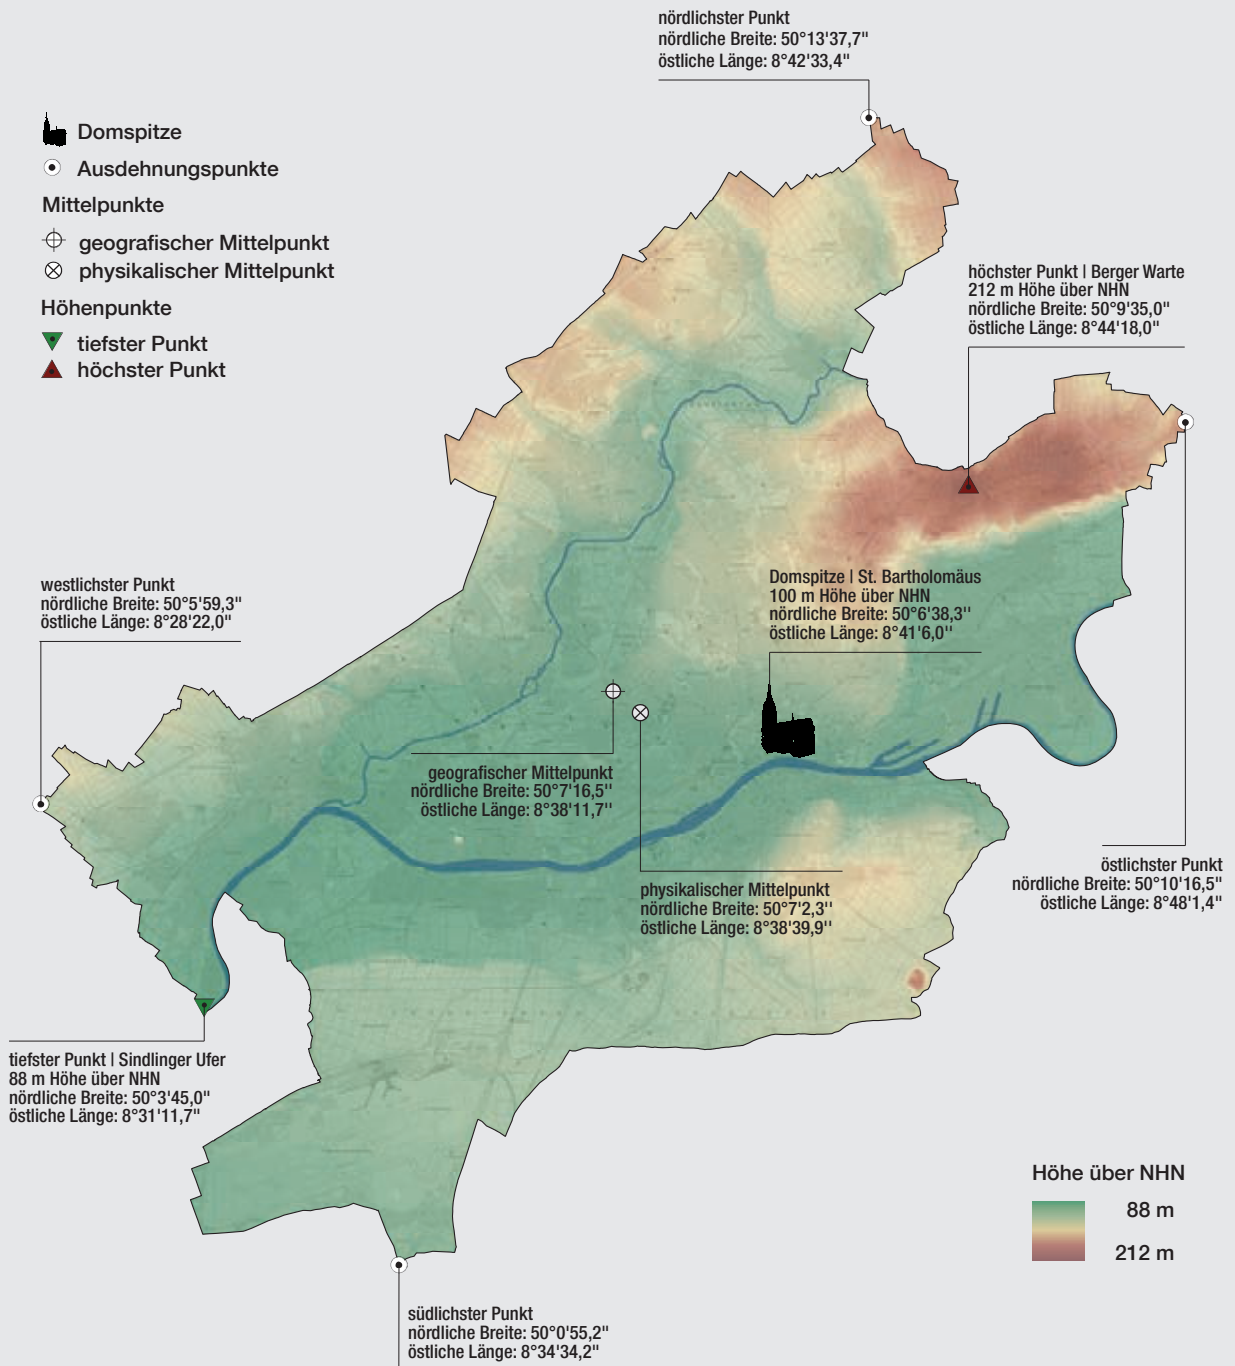 nördlichster Punkt
nördliche Breite: 50°13'37,7"
östliche Länge: 8°42'33,4"
Domspitze
Ausdehnungspunkte
Mittelpunkte
geografischer Mittelpunkt
physikalischer Mittelpunkt
Höhenpunkte
tiefster Punkt
höchster Punkt
höchster Punkt | Berger Warte
212 m Höhe über NHN
nördliche Breite: 50°9'35,0"
östliche Länge: 8°44'18,0"
westlichster Punkt
nördliche Breite: 50°5'59,3"
östliche Länge: 8°28'22,0"
Domspitze | St. Bartholomäus
100 m Höhe über NHN
nördliche Breite: 50°6'38,3''
östliche Länge: 8°41'6,0''
geografischer Mittelpunkt
nördliche Breite: 50°7'16,5''
östliche Länge: 8°38'11,7''
physikalischer Mittelpunkt
nördliche Breite: 50°7'2,3''
östliche Länge: 8°38'39,9''
östlichster Punkt
nördliche Breite: 50°10'16,5"
östliche Länge: 8°48'1,4"
tiefster Punkt | Sindlinger Ufer
88 m Höhe über NHN
nördliche Breite: 50°3'45,0"
östliche Länge: 8°31'11,7"
Höhe über NHN
88 m
212 m
südlichster Punkt
nördliche Breite: 50°0'55,2"
östliche Länge: 8°34'34,2"